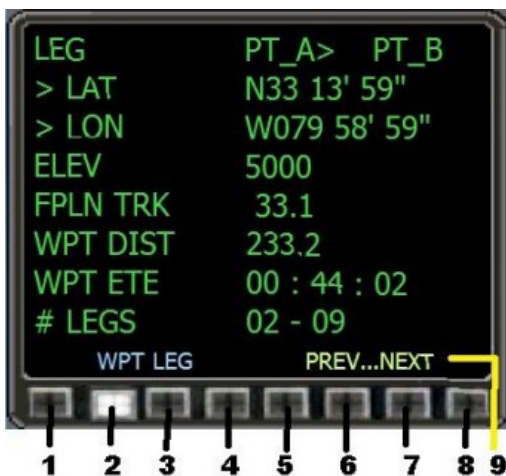 LEG PT_A> PT_B
> LAT N33 13' 59"
> LON W079 58' 59"
ELEV 5000
FPLN TRK 33.1
WPT DIST 233.2
WPT ETE 00 : 44 : 02
# LEGS 02 - 09
WPT LEG PREV...NEXT
1 2 3 4 5 6 7 8 9